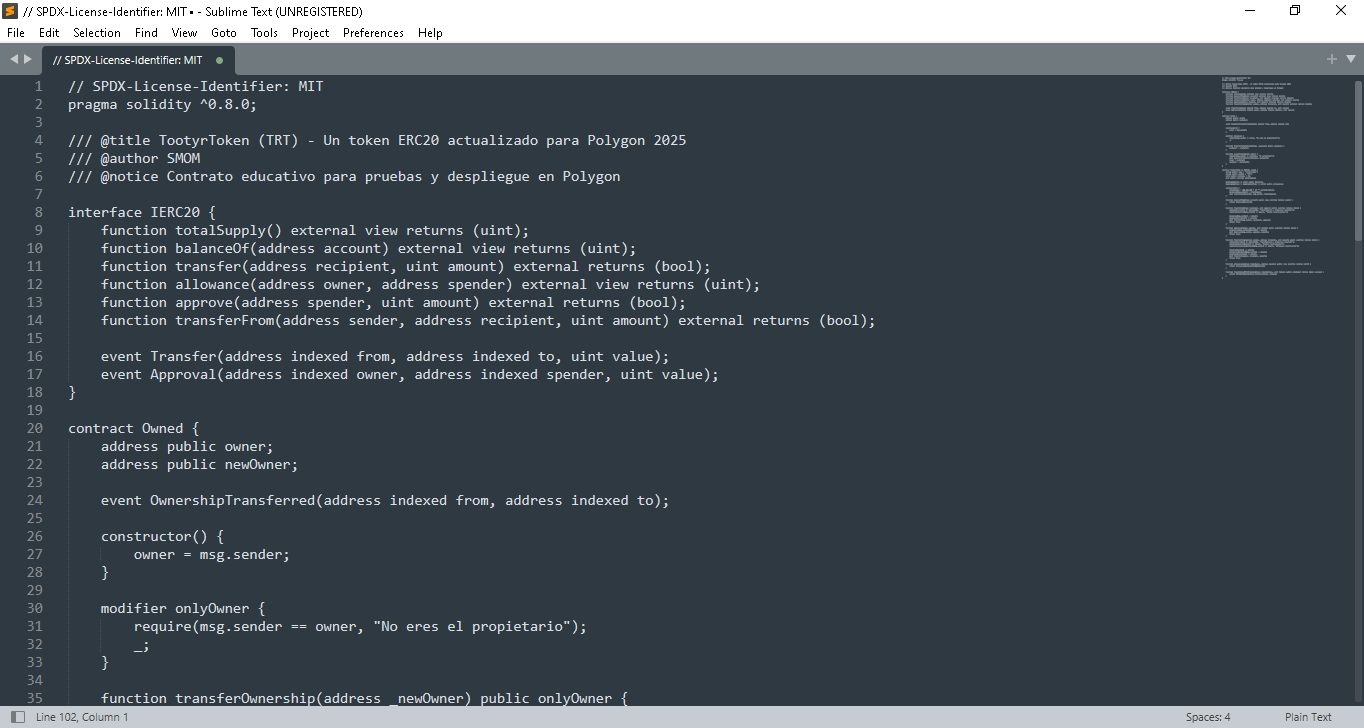 // SPDX-License-Identifier: MIT • - Sublime Text (UNREGISTERED)
File Edit Selection Find View Goto Tools Project Preferences Help
// SPDX-License-Identifier: MIT
1 // SPDX-License-Identifier: MIT
2 pragma solidity ^0.8.0;
3
4 /// @title TootyrToken (TRT) - Un token ERC20 actualizado para Polygon 2025
5 /// @author SMOM
6 /// @notice Contrato educativo para pruebas y despliegue en Polygon
7
8 interface IERC20 {
9     function totalSupply() external view returns (uint);
10     function balanceOf(address account) external view returns (uint);
11     function transfer(address recipient, uint amount) external returns (bool);
12     function allowance(address owner, address spender) external view returns (uint);
13     function approve(address spender, uint amount) external returns (bool);
14     function transferFrom(address sender, address recipient, uint amount) external returns (bool);
15
16     event Transfer(address indexed from, address indexed to, uint value);
17     event Approval(address indexed owner, address indexed spender, uint value);
18 }
19
20 contract Owned {
21     address public owner;
22     address public newOwner;
23
24     event OwnershipTransferred(address indexed from, address indexed to);
25
26     constructor() {
27         owner = msg.sender;
28     }
29
30     modifier onlyOwner {
31         require(msg.sender == owner, "No eres el propietario");
32         _;
33     }
34
35     function transferOwnership(address _newOwner) public onlyOwner {
Line 102, Column 1 Spaces: 4 Plain Text